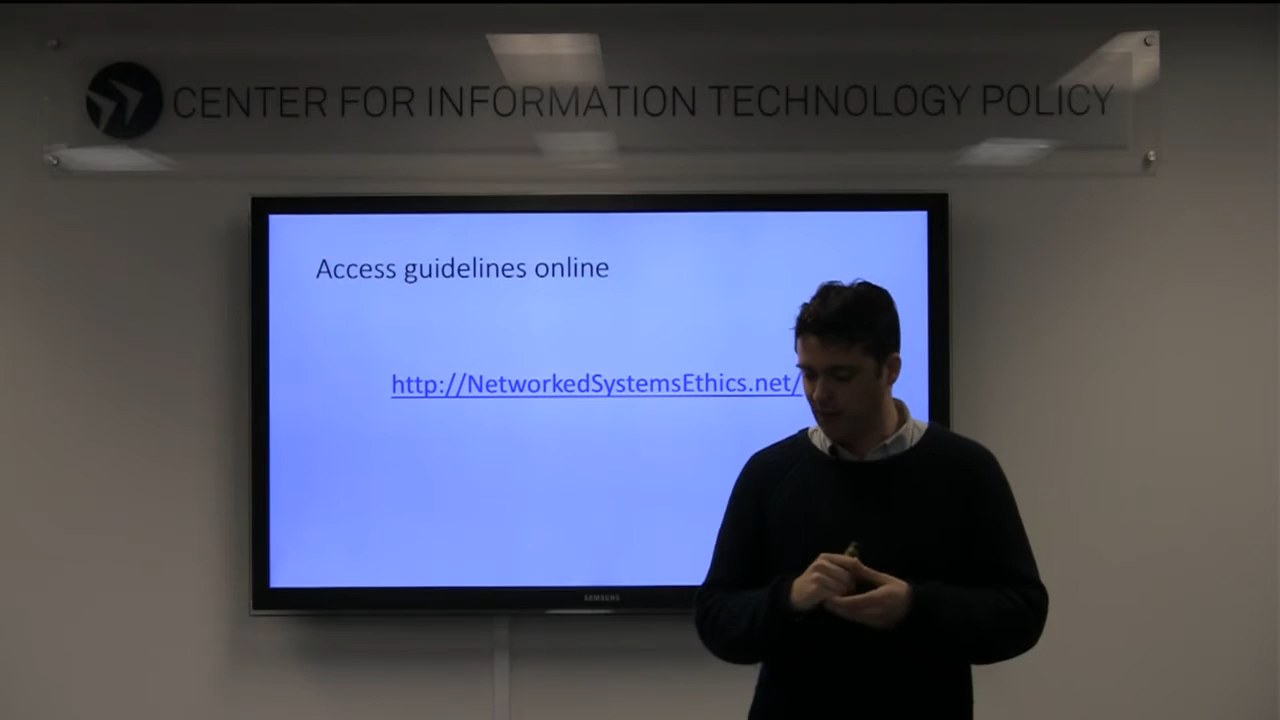 CENTER FOR INFORMATION TECHNOLOGY POLICY
Access guidelines online
http://NetworkedSystemsEthics.net/
SAMSUNG